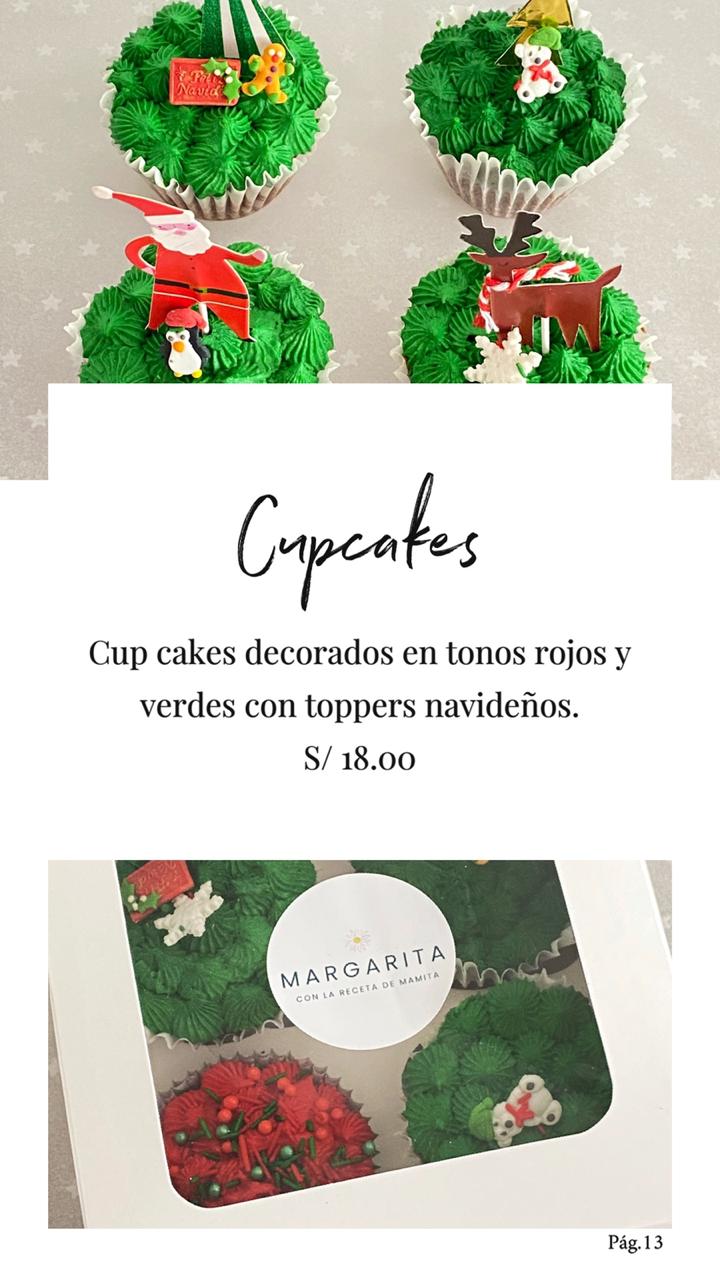 Feliz
Navid
Cupcakes
Cup cakes decorados en tonos rojos y
verdes con toppers navideños.
S/ 18.00
MARGARITA
CON LA RECETA DE MAMITA
Pág.13